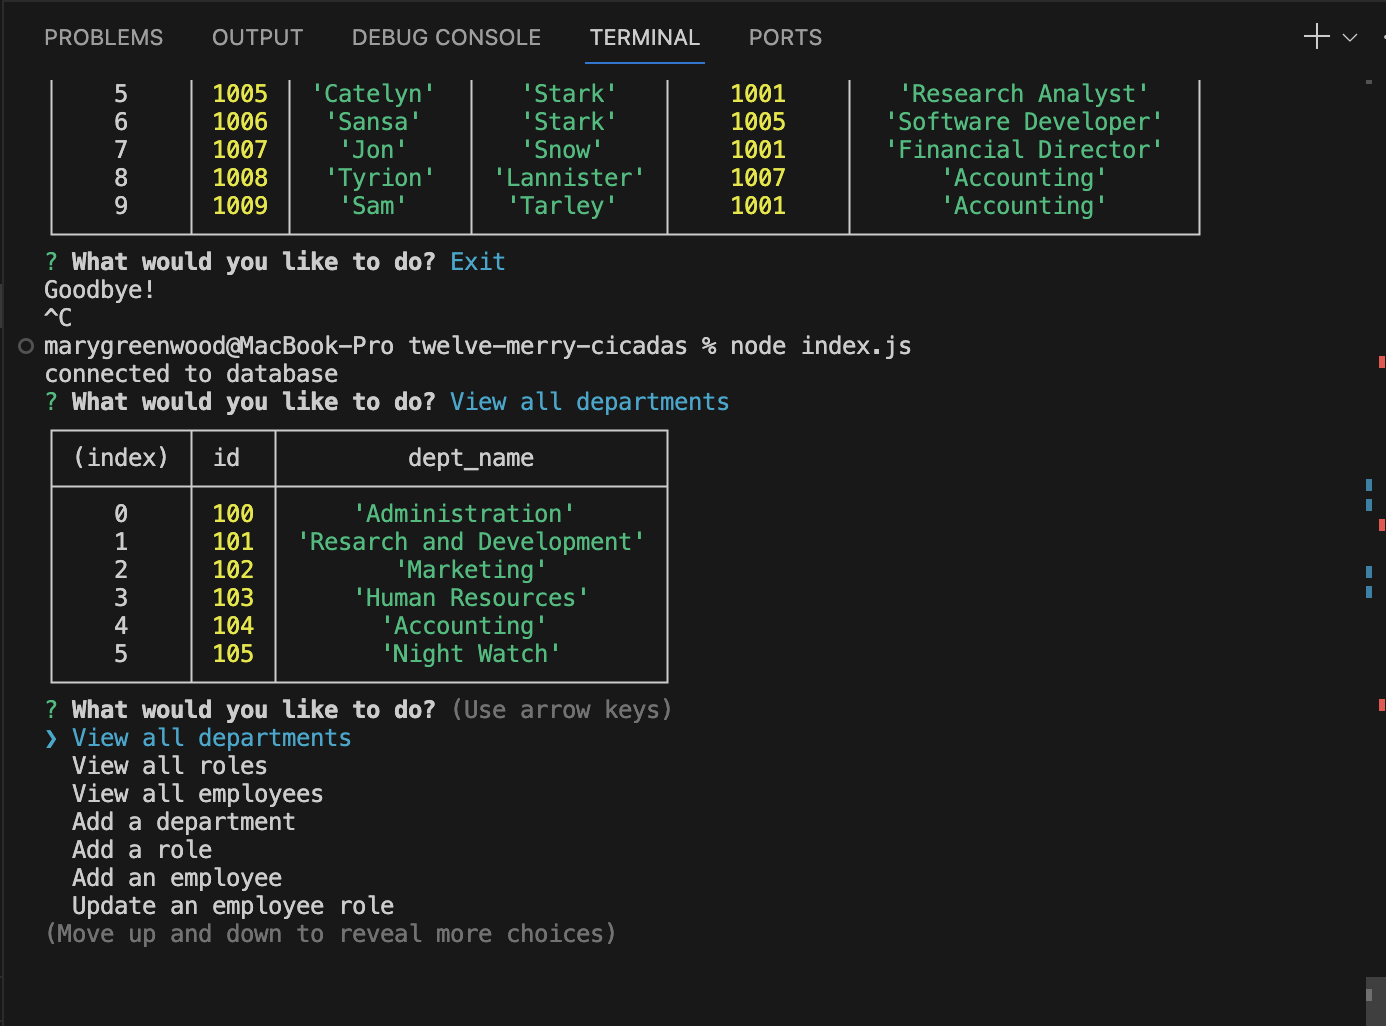 PROBLEMS OUTPUT DEBUG CONSOLE TERMINAL PORTS
5 1005 'Catelyn' 'Stark' 1001 'Research Analyst'
6 1006 'Sansa' 'Stark' 1005 'Software Developer'
7 1007 'Jon' 'Snow' 1001 'Financial Director'
8 1008 'Tyrion' 'Lannister' 1007 'Accounting'
9 1009 'Sam' 'Tarley' 1001 'Accounting'
? What would you like to do? Exit
Goodbye!
^C
marygreenwood@MacBook-Pro twelve-merry-cicadas % node index.js
connected to database
? What would you like to do? View all departments
(index) id dept_name
0 100 'Administration'
1 101 'Resarch and Development'
2 102 'Marketing'
3 103 'Human Resources'
4 104 'Accounting'
5 105 'Night Watch'
? What would you like to do? (Use arrow keys)
❯ View all departments
View all roles
View all employees
Add a department
Add a role
Add an employee
Update an employee role
(Move up and down to reveal more choices)